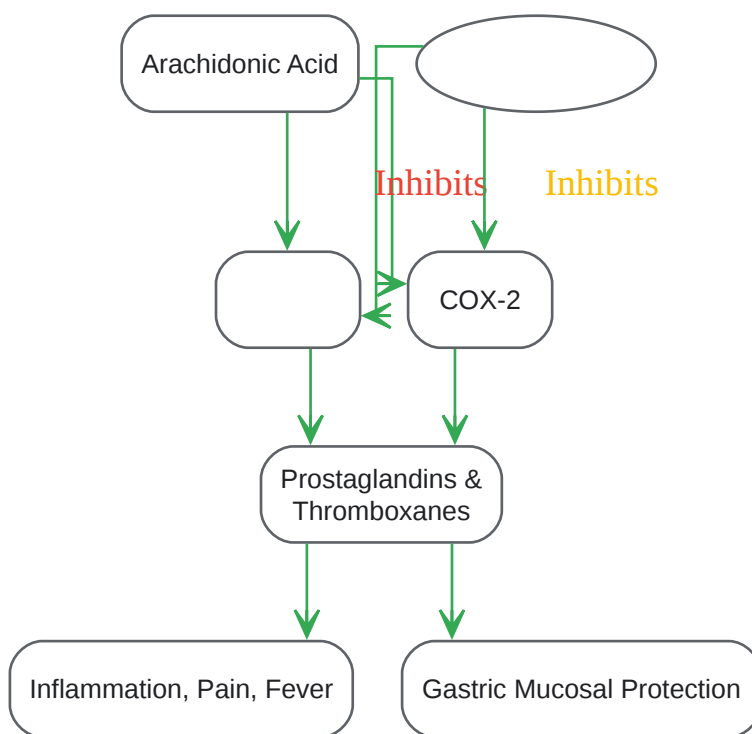 Arachidonic Acid
Inhibits
Inhibits
COX-2
Prostaglandins &
Thromboxanes
Inflammation, Pain, Fever
Gastric Mucosal Protection